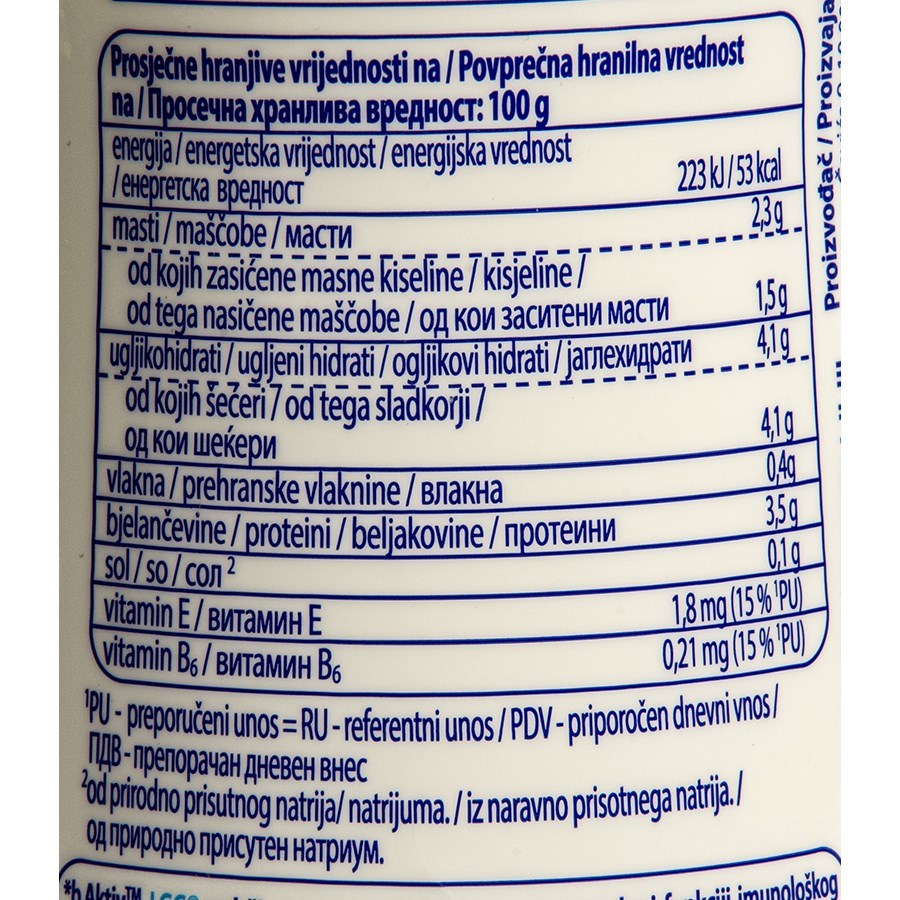 Prosječne hranjive vrijednosti na / Povprečna hranilna vrednost
na / Просечна хранлива вредност: 100 g
energija / energetska vrijednost / energijska vrednost
/ енергетска вредност 223 kJ / 53 kcal
masti / maščobe / масти 2,3 g
od kojih zasićene masne kiseline / kisjeline /
od tega nasičene maščobe / од кои заситени масти 1,5 g
ugljikohidrati / ugljeni hidrati / ogljikovi hidrati / јаглехидрати 4,1 g
od kojih šećeri / od tega sladkorji /
од кои шеќери 4,1 g
vlakna / prehranske vlaknine / влакна 0,4g
bjelančevine / proteini / beljakovine / протеини 3,5 g
sol / so / сол ² 0,1 g
vitamin E / витамин E 1,8 mg (15 % ¹PU)
vitamin B₆ / витамин B₆ 0,21 mg (15 % ¹PU)
¹PU - preporučeni unos = RU - referentni unos / PDV - priporočen dnevni vnos /
ПДВ - препорачан дневен внес
²od prirodno prisutnog natrija/ natrijuma. / iz naravno prisotnega natrija. /
од природно присутен натриум.
*b Aktiv™ LGG® imunološkog
Proizvođač / Proizvaja